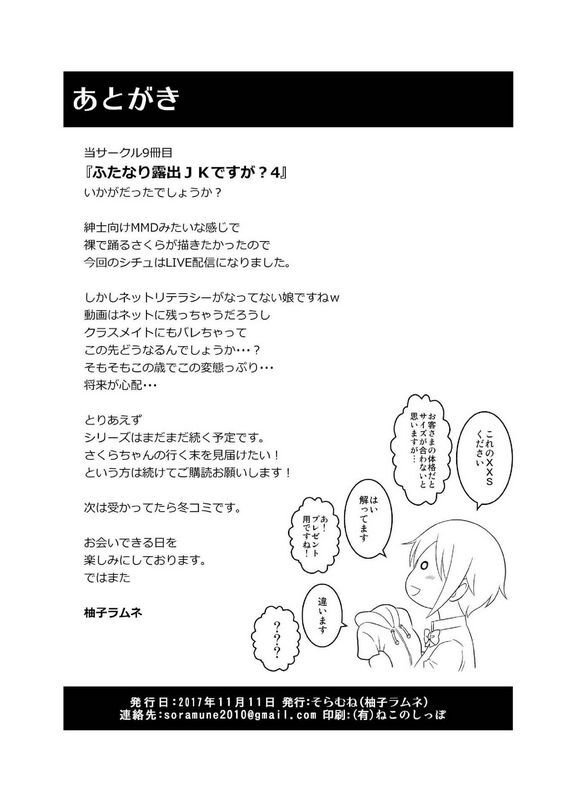 あとがき
当サークル9冊目
『ふたなり露出ＪＫですが？4』
いかがだったでしょうか？
紳士向けMMDみたいな感じで
裸で踊るさくらが描きたかったので
今回のシチュはLIVE配信になりました。
しかしネットリテラシーがなってない娘ですねｗ
動画はネットに残っちゃうだろうし
クラスメイトにもバレちゃって
この先どうなるんでしょうか･･･？
そもそもこの歳でこの変態っぷり･･･
将来が心配･･･
とりあえず
シリーズはまだまだ続く予定です。
さくらちゃんの行く末を見届けたい！
という方は続けてご購読お願いします！
次は受かってたら冬コミです。
お会いできる日を
楽しみにしております。
ではまた
柚子ラムネ
これのXXS
ください
お客さまの体格だと
サイズが合わないと
思いますが…
はい
解ってます
あ！
プレゼント
用ですね！
違います
？？？
発行日:2017年11月11日 発行:そらむね(柚子ラムネ)
連絡先:soramune2010@gmail.com 印刷:(有)ねこのしっぽ